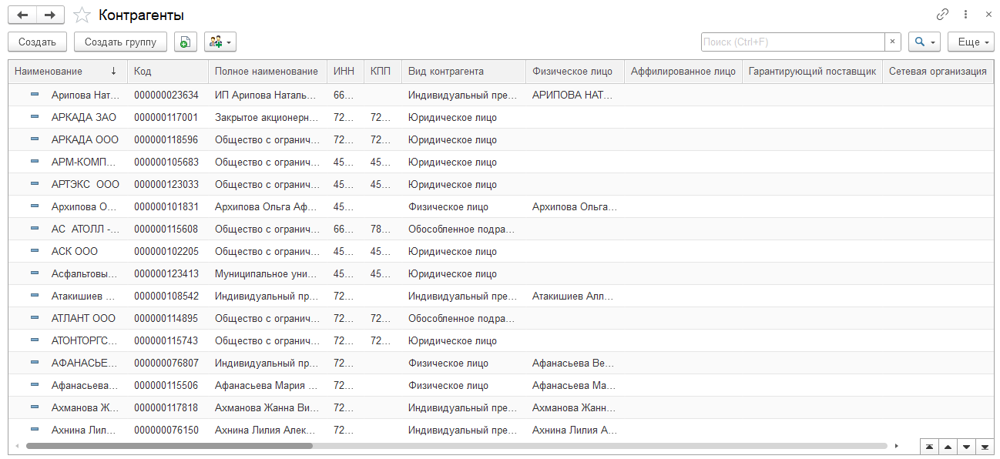 Контрагенты
Создать Создать группу Поиск (Ctrl+F) × Еще
Наименование ↓ Код Полное наименование ИНН КПП Вид контрагента Физическое лицо Аффилированное лицо Гарантирующий поставщик Сетевая организация
Арипова Нат... 000000023634 ИП Арипова Наталь... 66... Индивидуальный пре... АРИПОВА НАТ...
АРКАДА ЗАО 000000117001 Закрытое акционерн... 72... 72... Юридическое лицо
АРКАДА ООО 000000118596 Общество с огранич... 72... 72... Юридическое лицо
АРМ-КОМП... 000000105683 Общество с огранич... 45... 45... Юридическое лицо
АРТЭКС ООО 000000123033 Общество с огранич... 45... 45... Юридическое лицо
Архипова О... 000000101831 Архипова Ольга Аф... 45... Физическое лицо Архипова Ольга...
АС АТОЛЛ -... 000000115608 Общество с огранич... 66... 78... Обособленное подра...
АСК ООО 000000102205 Общество с огранич... 45... 45... Юридическое лицо
Асфальтовы... 000000123413 Муниципальное уни... 45... 45... Юридическое лицо
Атакишиев ... 000000108542 Индивидуальный пр... 72... Индивидуальный пре... Атакишиев Алл...
АТЛАНТ ООО 000000114895 Общество с огранич... 72... 72... Обособленное подра...
АТОНТОРГС... 000000115743 Общество с огранич... 72... 72... Юридическое лицо
АФАНАСЬЕ... 000000076807 Индивидуальный пр... 72... Физическое лицо Афанасьева Ве...
Афанасьева... 000000115506 Афанасьева Мария ... 72... Физическое лицо Афанасьева Ма...
Ахманова Ж... 000000117818 Ахманова Жанна Ви... 72... Индивидуальный пре... Ахманова Жанн...
Ахнина Лил... 000000076150 Ахнина Лилия Алек... 72... Индивидуальный пре... Ахнина Лилия А...